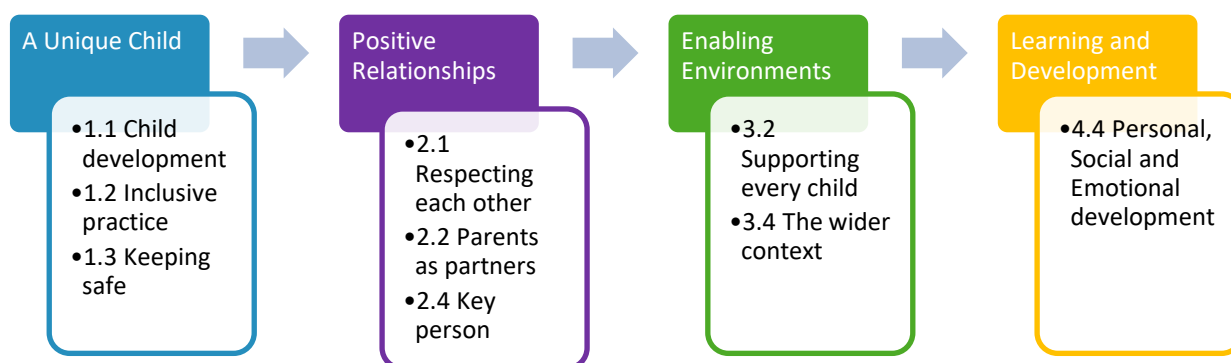 A Unique Child
•1.1 Child
development
•1.2 Inclusive
practice
•1.3 Keeping
safe
Positive
Relationships
•2.1
Respecting
each other
•2.2 Parents
as partners
•2.4 Key
person
Enabling
Environments
•3.2
Supporting
every child
•3.4 The wider
context
Learning and
Development
•4.4 Personal,
Social and
Emotional
development